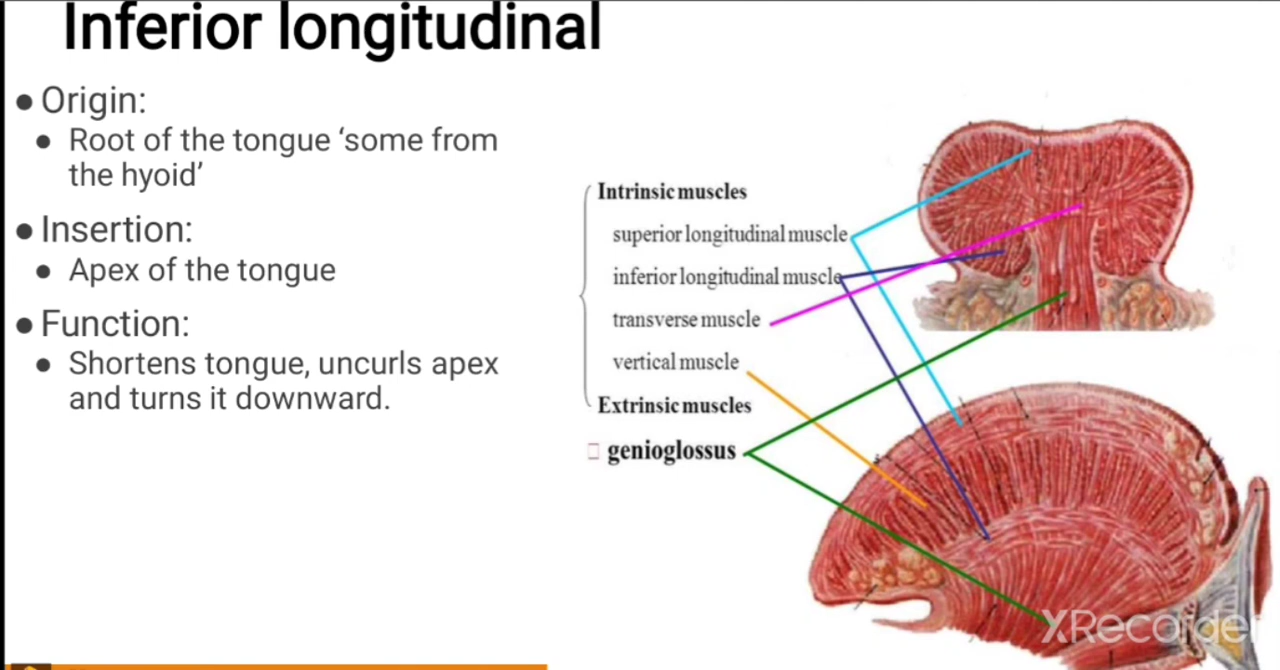 Inferior longitudinal
● Origin:
● Root of the tongue ‘some from
the hyoid’
● Insertion:
● Apex of the tongue
● Function:
● Shortens tongue, uncurls apex
and turns it downward.
Intrinsic muscles
superior longitudinal muscle
inferior longitudinal muscle
transverse muscle
vertical muscle
Extrinsic muscles
genioglossus
XRecorder